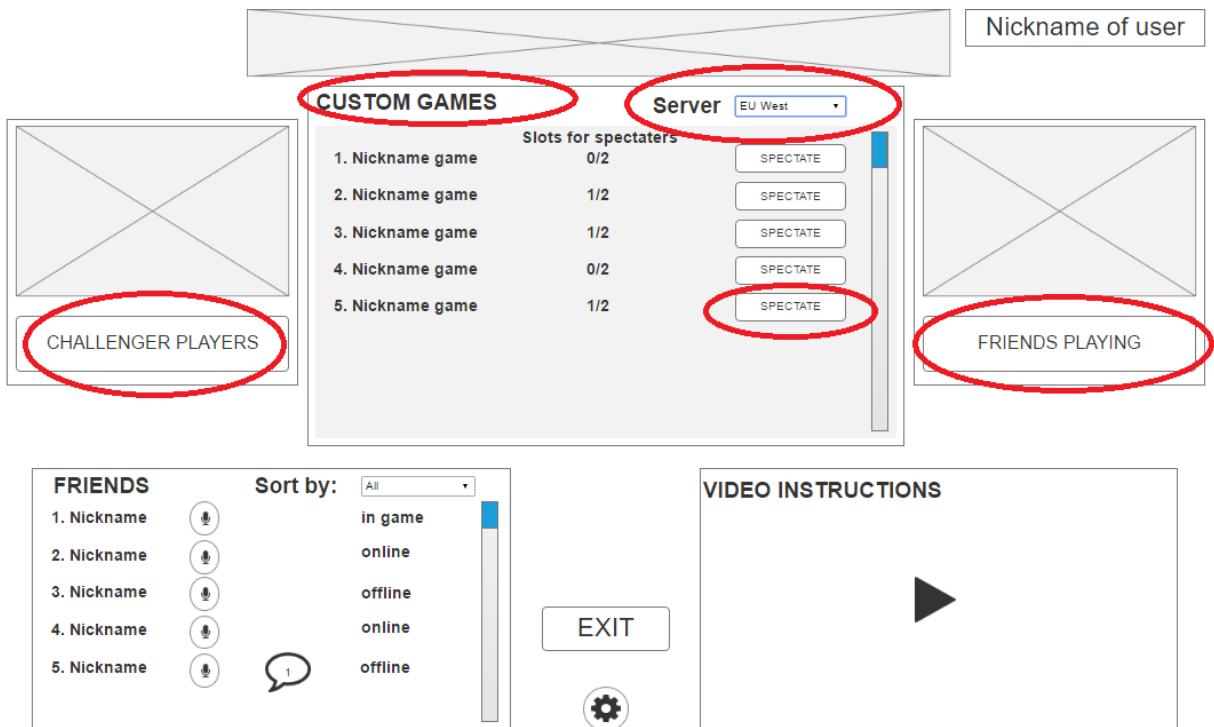 Nickname of user
CUSTOM GAMES Server EU West
Slots for spectaters
1. Nickname game 0/2 SPECTATE
2. Nickname game 1/2 SPECTATE
3. Nickname game 1/2 SPECTATE
4. Nickname game 0/2 SPECTATE
5. Nickname game 1/2 SPECTATE
CHALLENGER PLAYERS
FRIENDS PLAYING
FRIENDS Sort by: All
1. Nickname in game
2. Nickname online
3. Nickname offline
4. Nickname online
5. Nickname 1 offline
EXIT
VIDEO INSTRUCTIONS